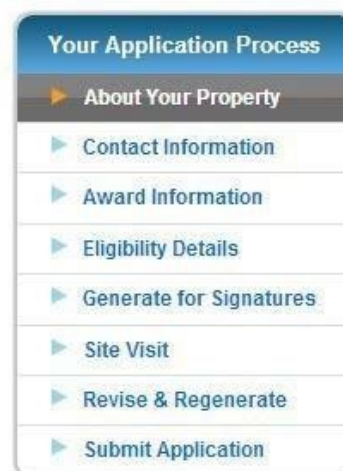 Your Application Process
About Your Property
Contact Information
Award Information
Eligibility Details
Generate for Signatures
Site Visit
Revise & Regenerate
Submit Application